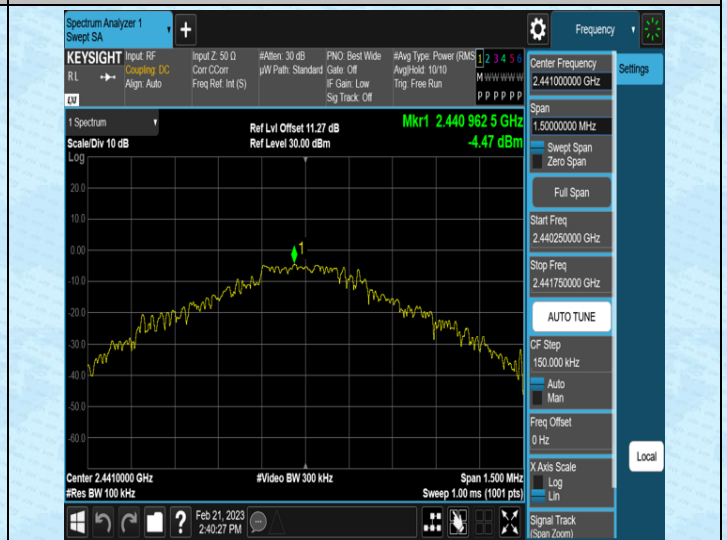 Spectrum Analyzer 1
Swept SA
+
Frequency
KEYSIGHT
RL
LXI
Input: RF
Coupling: DC
Align: Auto
Input Z: 50 Ω
Corr CCorr
Freq Ref: Int (S)
#Atten: 30 dB
µW Path: Standard
PNO: Best Wide
Gate: Off
IF Gain: Low
Sig Track: Off
#Avg Type: Power (RMS
Avg|Hold: 10/10
Trig: Free Run
1 2 3 4 5 6
M W W W W W
P P P P P P
1 Spectrum
Scale/Div 10 dB
Log
Ref Lvl Offset 11.27 dB
Ref Level 30.00 dBm
Mkr1 2.440 962 5 GHz
-4.47 dBm
20.0
10.0
0.00
-10.0
-20.0
-30.0
-40.0
-50.0
-60.0
1
Center 2.4410000 GHz
#Res BW 100 kHz
#Video BW 300 kHz
Span 1.500 MHz
Sweep 1.00 ms (1001 pts)
?
Feb 21, 2023
2:40:27 PM
Center Frequency
2.441000000 GHz
Settings
Span
1.50000000 MHz
Swept Span
Zero Span
Full Span
Start Freq
2.440250000 GHz
Stop Freq
2.441750000 GHz
AUTO TUNE
CF Step
150.000 kHz
Auto
Man
Freq Offset
0 Hz
X Axis Scale
Log
Lin
Local
Signal Track
(Span Zoom)